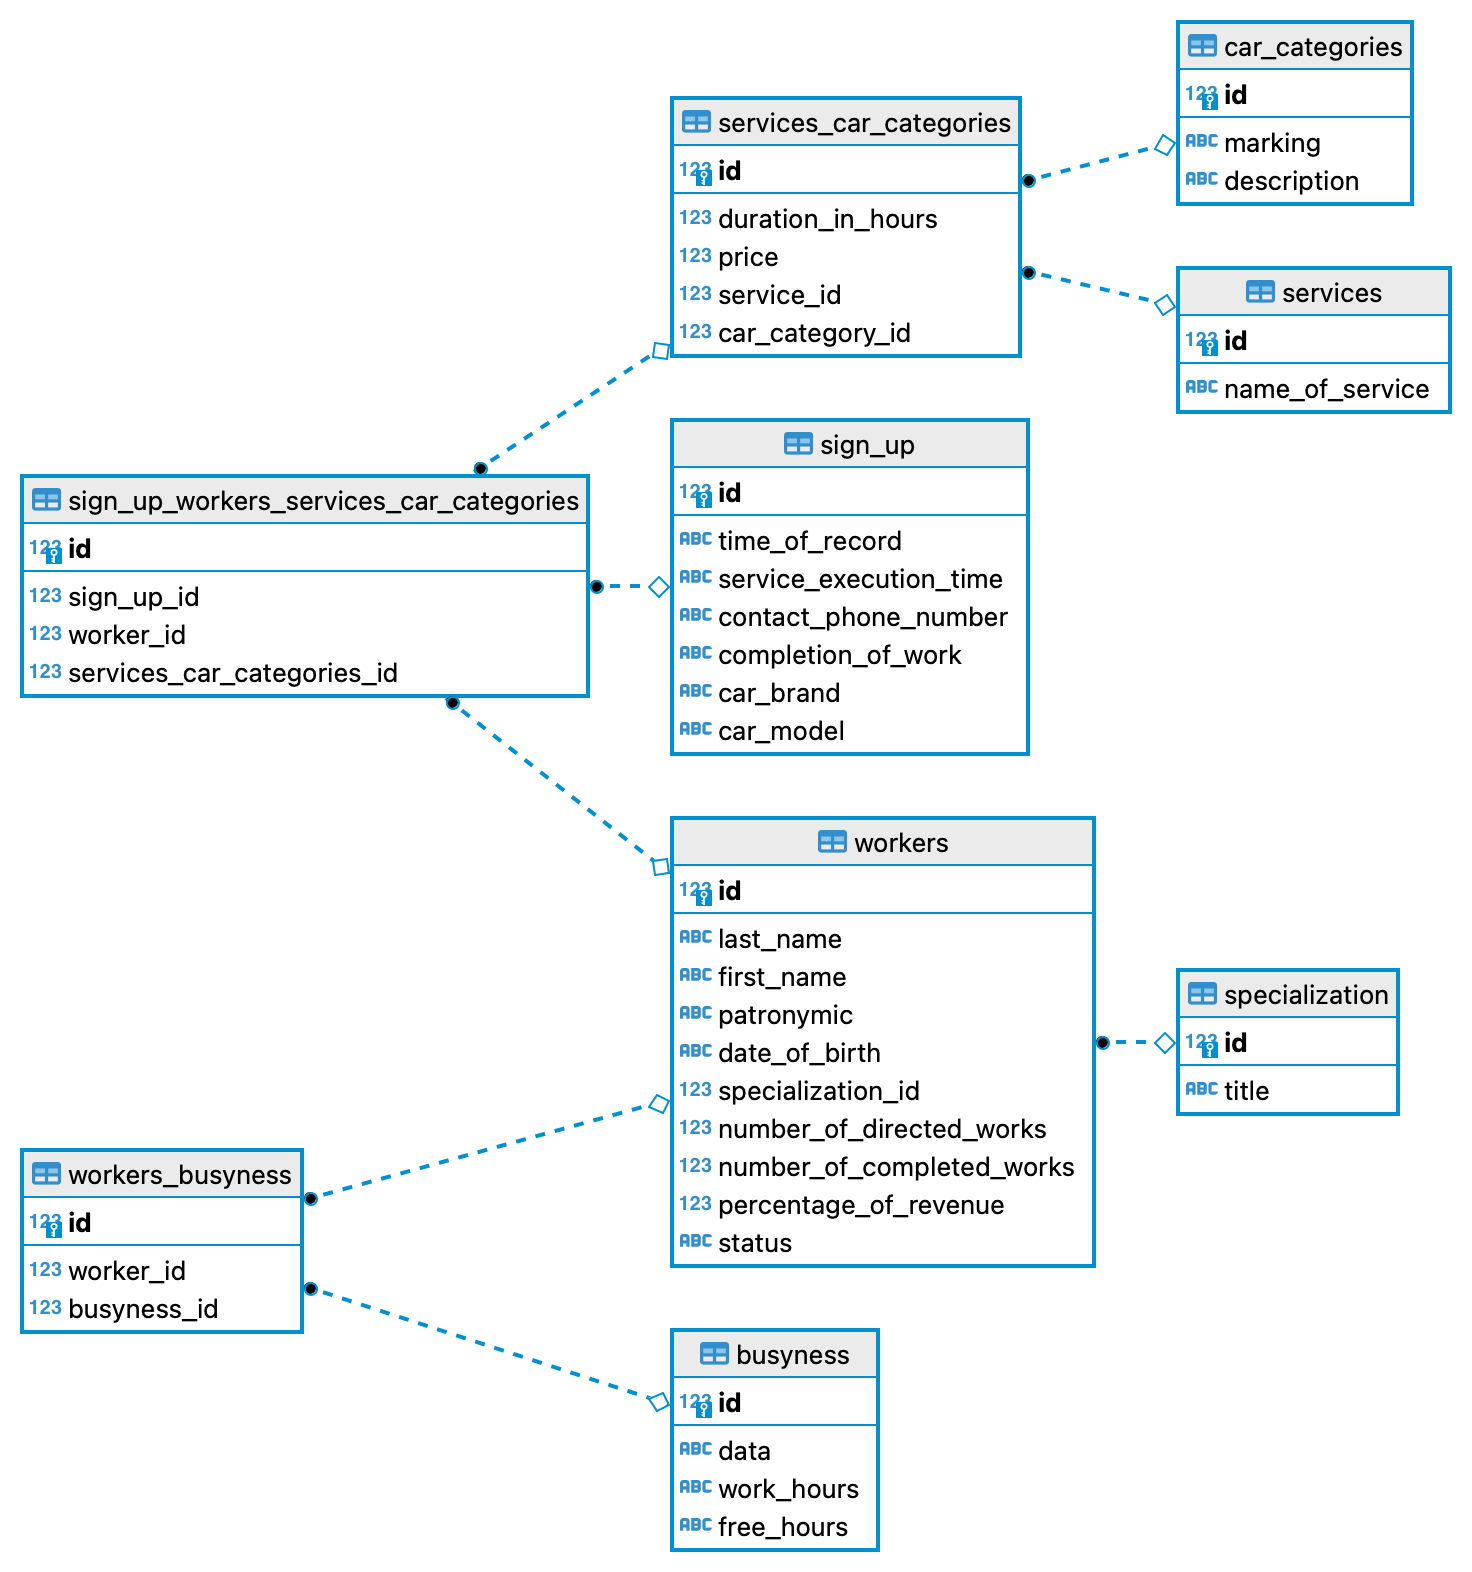 car_categories
123 id
ABC marking
ABC description
services_car_categories
123 id
123 duration_in_hours
123 price
123 service_id
123 car_category_id
services
123 id
ABC name_of_service
sign_up
123 id
ABC time_of_record
ABC service_execution_time
ABC contact_phone_number
ABC completion_of_work
ABC car_brand
ABC car_model
sign_up_workers_services_car_categories
123 id
123 sign_up_id
123 worker_id
123 services_car_categories_id
workers
123 id
ABC last_name
ABC first_name
ABC patronymic
ABC date_of_birth
123 specialization_id
123 number_of_directed_works
123 number_of_completed_works
123 percentage_of_revenue
ABC status
specialization
123 id
ABC title
workers_busyness
123 id
123 worker_id
123 busyness_id
busyness
123 id
ABC data
ABC work_hours
ABC free_hours